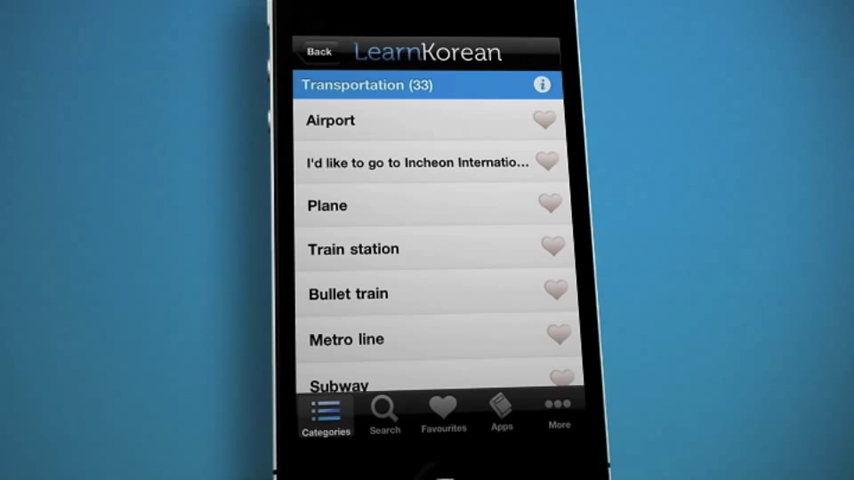 Back
LearnKorean
Transportation (33)
Airport
I'd like to go to Incheon Internatio...
Plane
Train station
Bullet train
Metro line
Subway
Categories
Search
Favourites
Apps
More